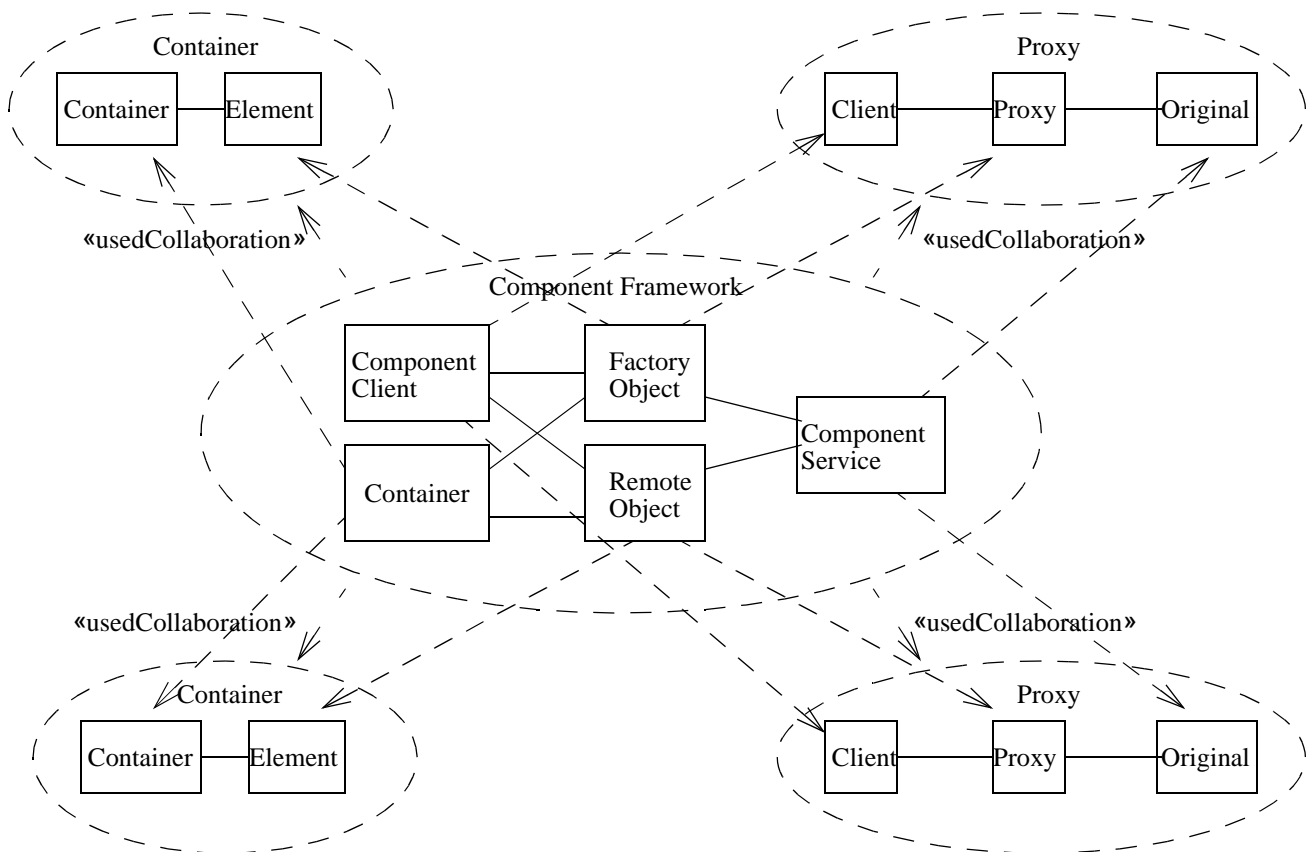 Container
Proxy
Container
Element
Client
Proxy
Original
«usedCollaboration»
«usedCollaboration»
Component Framework
Component
Client
Factory
Object
Component
Service
Container
Remote
Object
«usedCollaboration»
«usedCollaboration»
Container
Proxy
Container
Element
Client
Proxy
Original